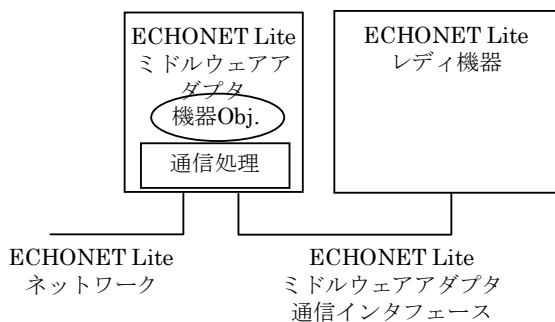 ECHONET Lite
ミドルウェアア
ダプタ
機器Obj.
通信処理
ECHONET Lite
レディ機器
ECHONET Lite
ネットワーク
ECHONET Lite
ミドルウェアアダプタ
通信インタフェース